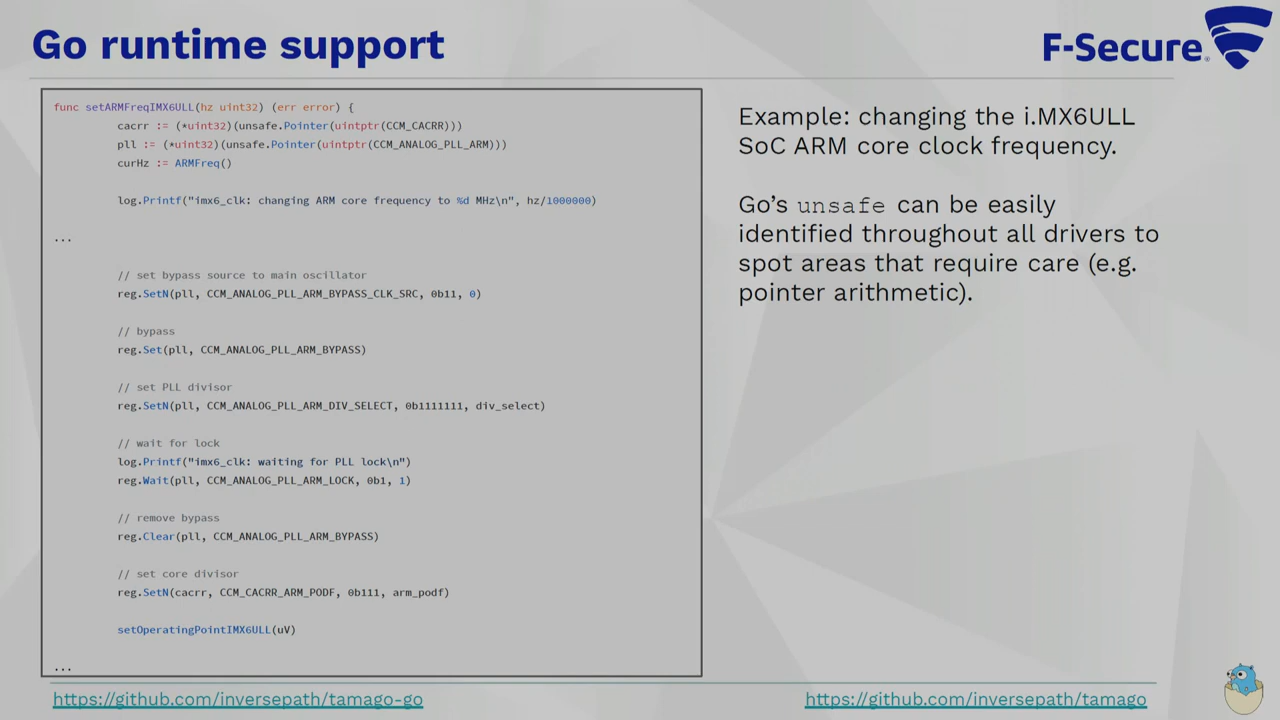 Go runtime support
F-Secure
func setARMFreqIMX6ULL(hz uint32) (err error) {
cacrr := (*uint32)(unsafe.Pointer(uintptr(CCM_CACRR)))
pll := (*uint32)(unsafe.Pointer(uintptr(CCM_ANALOG_PLL_ARM)))
curHz := ARMFreq()
log.Printf("imx6_clk: changing ARM core frequency to %d MHz\n", hz/1000000)
...
// set bypass source to main oscillator
reg.SetN(pll, CCM_ANALOG_PLL_ARM_BYPASS_CLK_SRC, 0b11, 0)
// bypass
reg.Set(pll, CCM_ANALOG_PLL_ARM_BYPASS)
// set PLL divisor
reg.SetN(pll, CCM_ANALOG_PLL_ARM_DIV_SELECT, 0b1111111, div_select)
// wait for lock
log.Printf("imx6_clk: waiting for PLL lock\n")
reg.Wait(pll, CCM_ANALOG_PLL_ARM_LOCK, 0b1, 1)
// remove bypass
reg.Clear(pll, CCM_ANALOG_PLL_ARM_BYPASS)
// set core divisor
reg.SetN(cacrr, CCM_CACRR_ARM_PODF, 0b111, arm_podf)
setOperatingPointIMX6ULL(uV)
...
Example: changing the i.MX6ULL
SoC ARM core clock frequency.
Go's unsafe can be easily
identified throughout all drivers to
spot areas that require care (e.g.
pointer arithmetic).
https://github.com/inversepath/tamago-go
https://github.com/inversepath/tamago